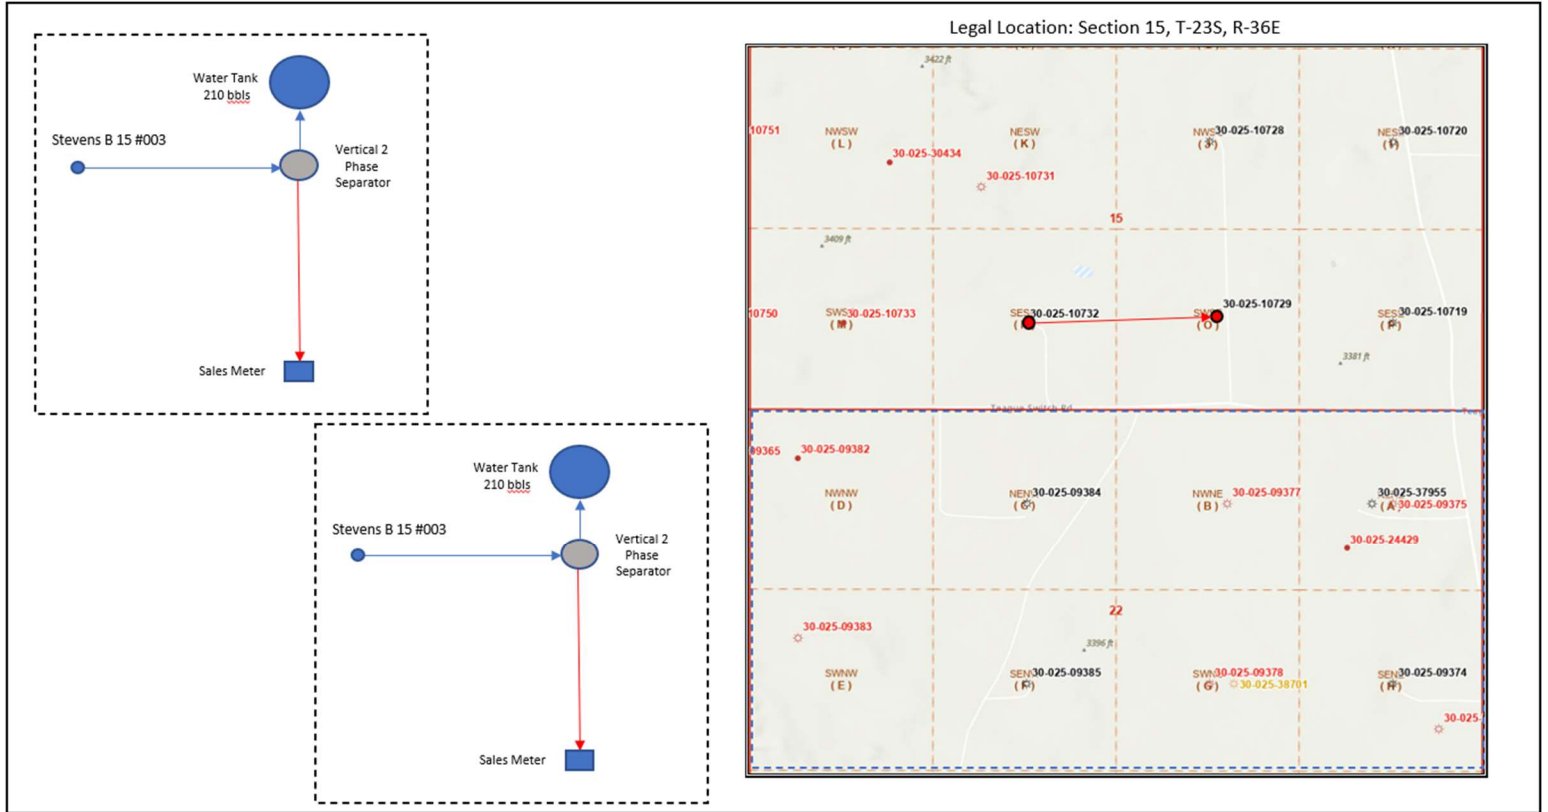 Legal Location: Section 15, T-23S, R-36E
Water Tank
210 bbls
Stevens B 15 #003
Vertical 2
Phase
Separator
Sales Meter
Water Tank
210 bbls
Stevens B 15 #003
Vertical 2
Phase
Separator
Sales Meter
3422 ft
10751
NWSW
(L)
30-025-30434
NESW
(K)
30-025-10731
30-025-10728
30-025-10720
15
3409 ft
10750
30-025-10733
30-025-10732
30-025-10729
(O)
30-025-10719
3381 ft
Teague Switch Rd
30-025-09382
NWNW
(D)
30-025-09384
NWNE
(B)
30-025-09377
30-025-37955
(A)
30-025-09375
30-025-24429
22
30-025-09383
3396 ft
SWNW
(E)
30-025-09385
30-025-09378
30-025-38701
30-025-09374
30-025-